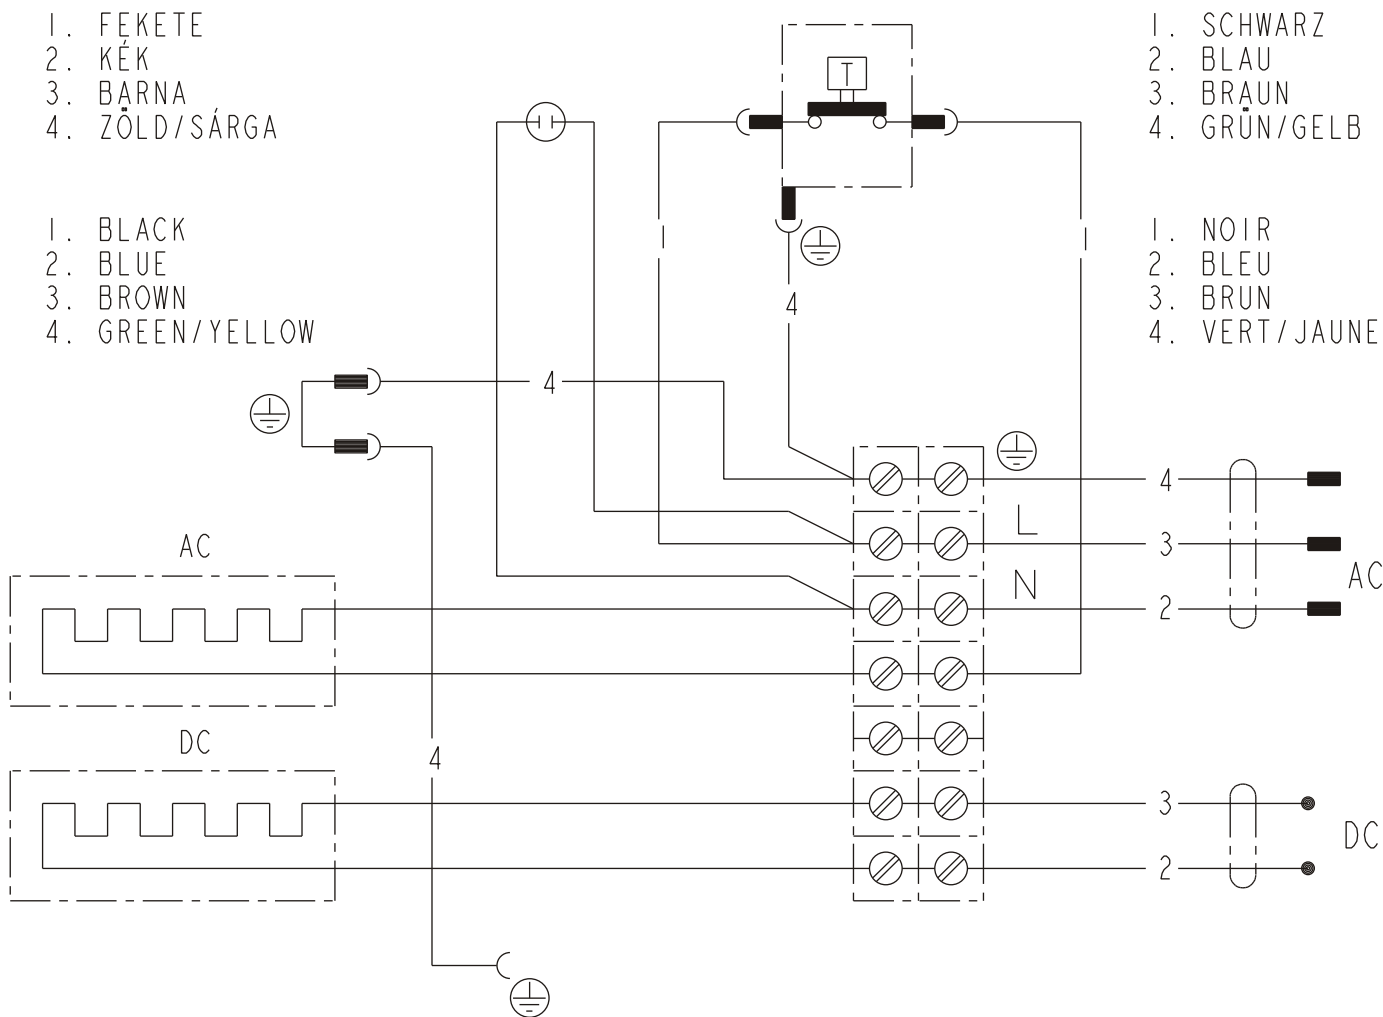 1. FEKETE
2. KÉK
3. BARNA
4. ZÖLD/SÁRGA
1. SCHWARZ
2. BLAU
3. BRAUN
4. GRÜN/GELB
1. BLACK
2. BLUE
3. BROWN
4. GREEN/YELLOW
1. NOIR
2. BLEU
3. BRUN
4. VERT/JAUNE
T
1
1
4
4
4
L
3
AC
N
AC
2
DC
4
3
DC
2